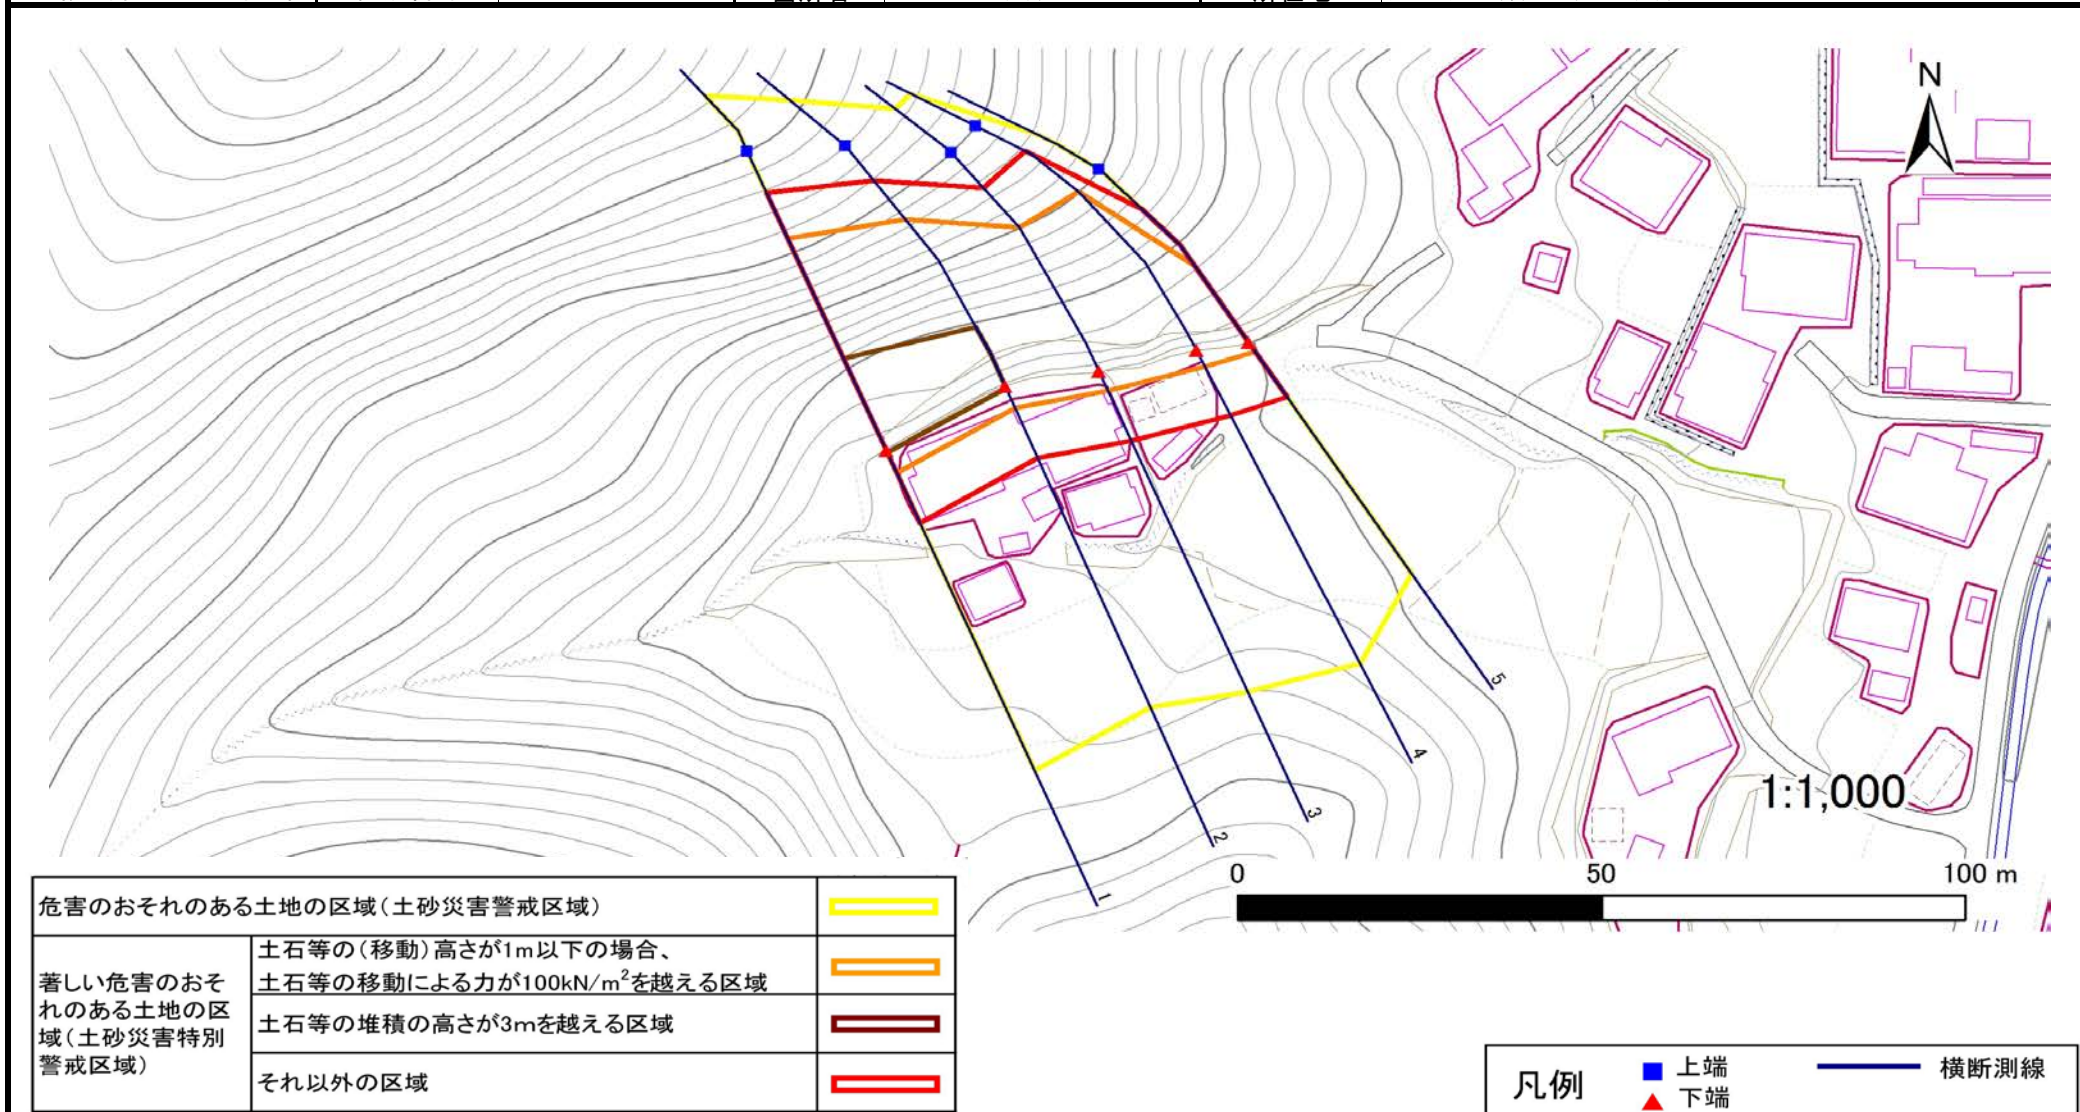 N
1
2
3
4
5
1:1,000
0 50 100 m
危害のおそれのある土地の区域(土砂災害警戒区域)
著しい危害のおそ
れのある土地の区
域(土砂災害特別
警戒区域)
土石等の(移動)高さが1m以下の場合、
土石等の移動による力が100kN/m²を越える区域
土石等の堆積の高さが3mを越える区域
それ以外の区域
凡例
上端
下端
横断測線